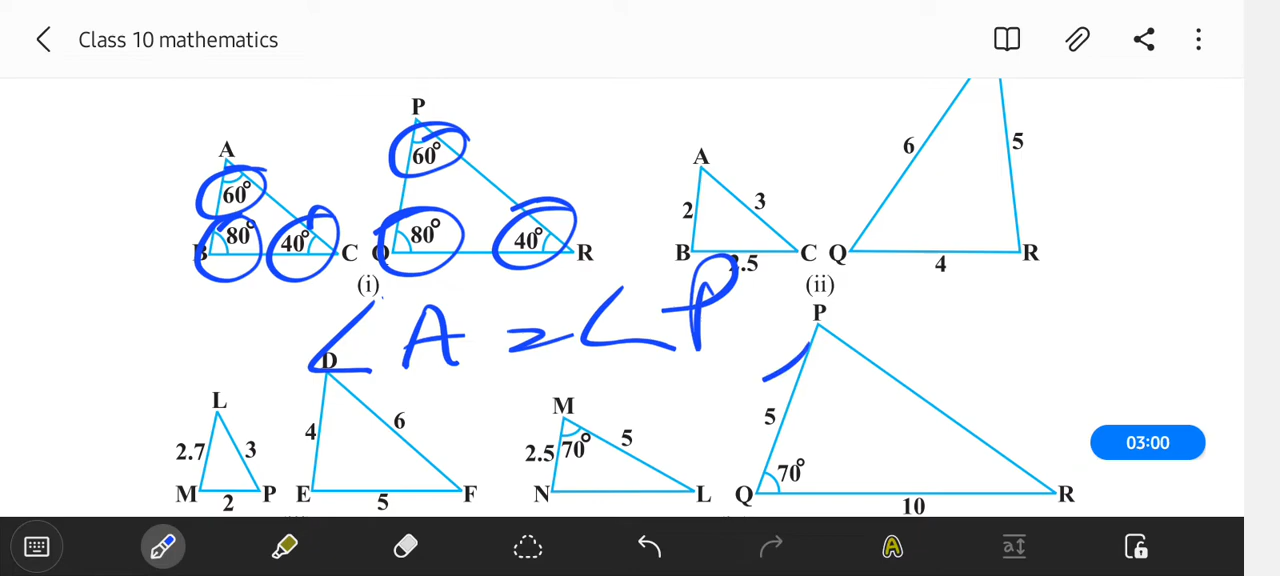 Class 10 mathematics
P
A
60°
60°
6
5
A
2
3
80°
40°
80°
40°
B
C
Q
R
B
C
Q
R
2.5
4
(i)
(ii)
∠A = ∠P
P
D
L
M
4
6
5
2.7
3
2.5
70°
5
70°
M
P
E
F
N
L
Q
R
2
5
10
03:00
A
a